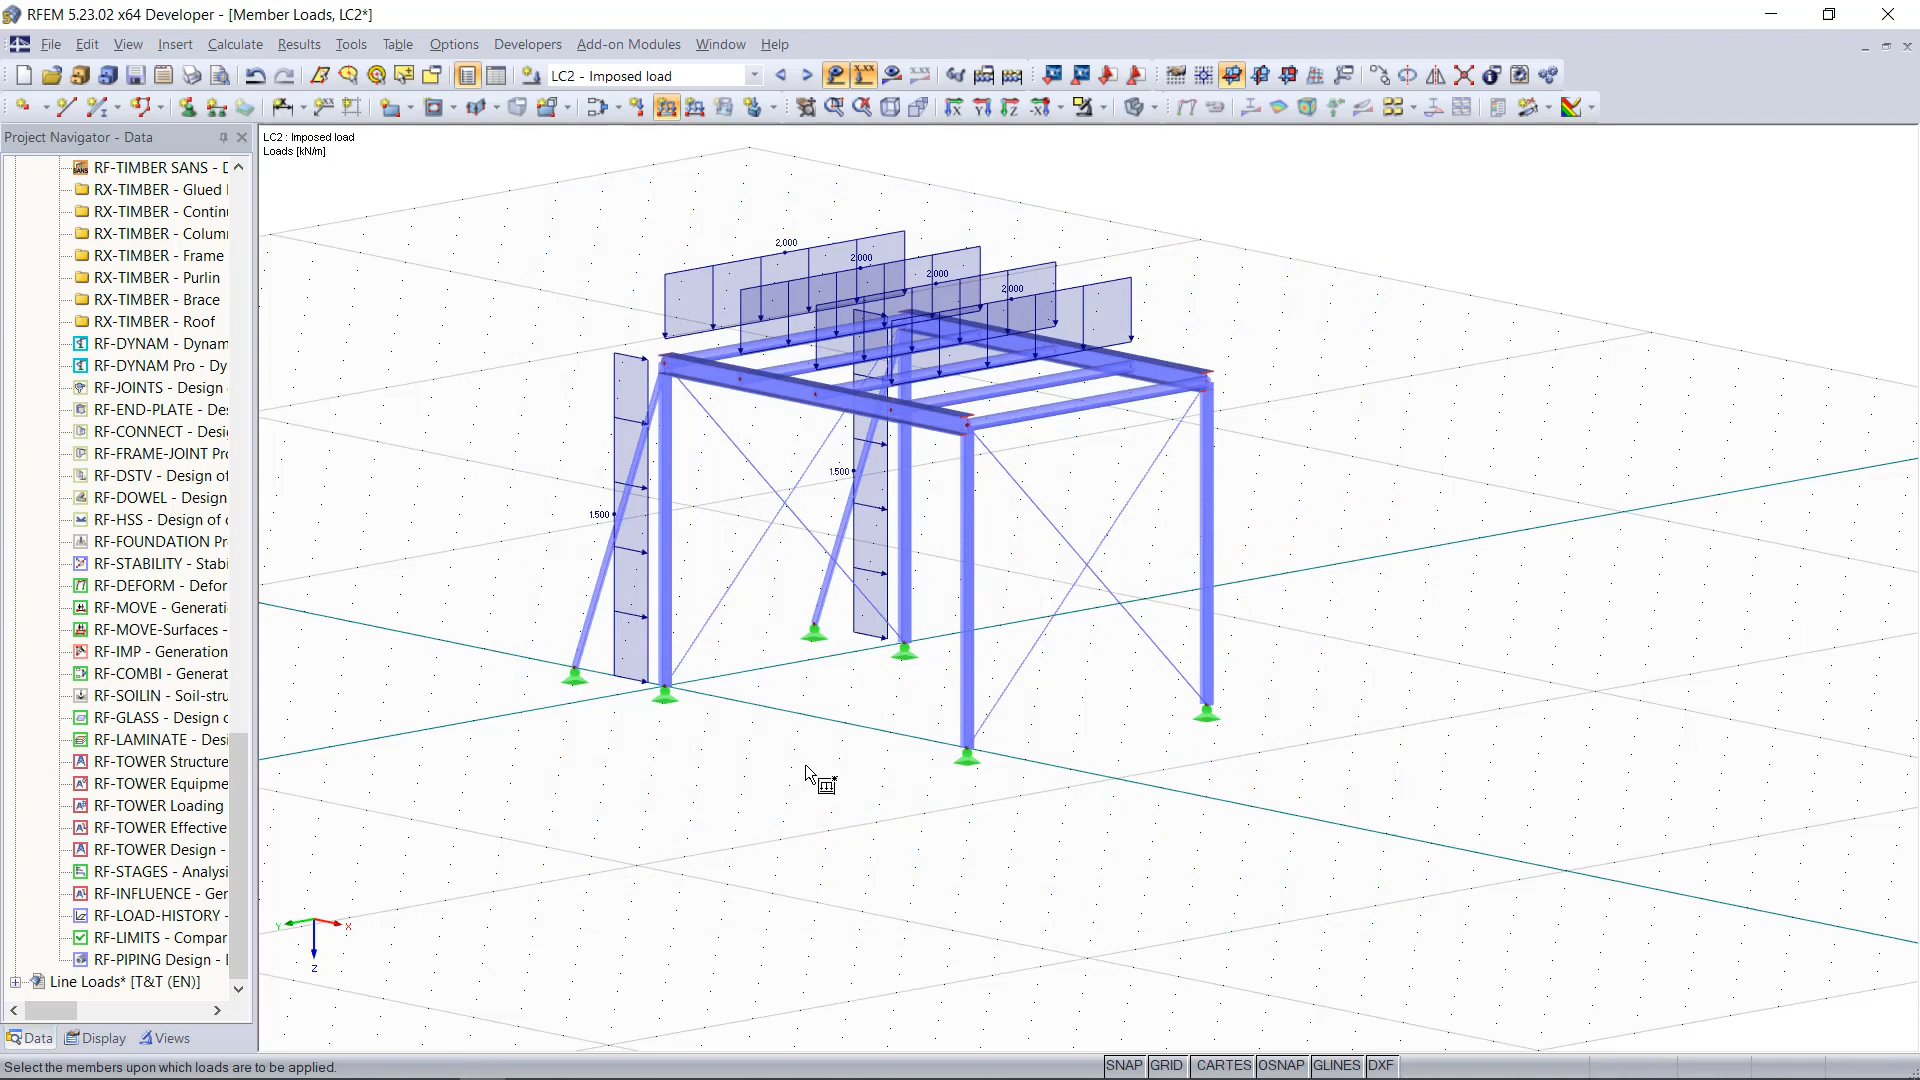 RFEM 5.23.02 x64 Developer - [Member Loads, LC2*]
File Edit View Insert Calculate Results Tools Table Options Developers Add-on Modules Window Help
LC2 - Imposed load
Project Navigator - Data
RF-TIMBER SANS - D
RX-TIMBER - Glued
RX-TIMBER - Contin
RX-TIMBER - Colum
RX-TIMBER - Frame
RX-TIMBER - Purlin
RX-TIMBER - Brace
RX-TIMBER - Roof
RF-DYNAM - Dynam
RF-DYNAM Pro - Dy
RF-JOINTS - Design
RF-END-PLATE - Des
RF-CONNECT - Desi
RF-FRAME-JOINT Pr
RF-DSTV - Design of
RF-DOWEL - Design
RF-HSS - Design of c
RF-FOUNDATION Pr
RF-STABILITY - Stabi
RF-DEFORM - Defor
RF-MOVE - Generati
RF-MOVE-Surfaces -
RF-IMP - Generation
RF-COMBI - Generat
RF-SOILIN - Soil-stru
RF-GLASS - Design o
RF-LAMINATE - Desi
RF-TOWER Structure
RF-TOWER Equipme
RF-TOWER Loading
RF-TOWER Effective
RF-TOWER Design -
RF-STAGES - Analysi
RF-INFLUENCE - Ger
RF-LOAD-HISTORY -
RF-LIMITS - Compar
RF-PIPING Design - D
Line Loads* [T&T (EN)]
Data Display Views
LC2 : Imposed load
Loads [kN/m]
2,000
2,000
2,000
2,000
1.500
1.500
Y
X
Z
Select the members upon which loads are to be applied.
SNAP GRID CARTES OSNAP GLINES DXF